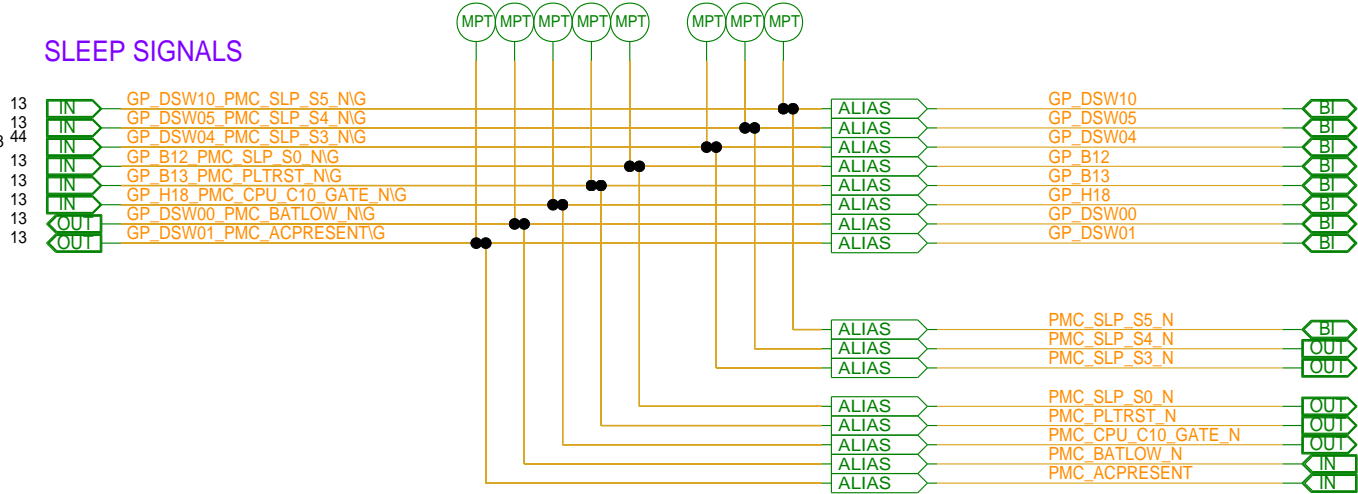 MPT MPT MPT MPT MPT MPT MPT MPT
SLEEP SIGNALS
13 IN GP_DSW10_PMC_SLP_S5_N\G ALIAS GP_DSW10 BI
13 IN GP_DSW05_PMC_SLP_S4_N\G ALIAS GP_DSW05 BI
3 44 IN GP_DSW04_PMC_SLP_S3_N\G ALIAS GP_DSW04 BI
13 IN GP_B12_PMC_SLP_S0_N\G ALIAS GP_B12 BI
13 IN GP_B13_PMC_PLTRST_N\G ALIAS GP_B13 BI
13 IN GP_H18_PMC_CPU_C10_GATE_N\G ALIAS GP_H18 BI
13 OUT GP_DSW00_PMC_BATLOW_N\G ALIAS GP_DSW00 BI
13 OUT GP_DSW01_PMC_ACPRESENT\G ALIAS GP_DSW01 BI
ALIAS PMC_SLP_S5_N BI
ALIAS PMC_SLP_S4_N OUT
ALIAS PMC_SLP_S3_N OUT
ALIAS PMC_SLP_S0_N OUT
ALIAS PMC_PLTRST_N OUT
ALIAS PMC_CPU_C10_GATE_N OUT
ALIAS PMC_BATLOW_N IN
ALIAS PMC_ACPRESENT IN